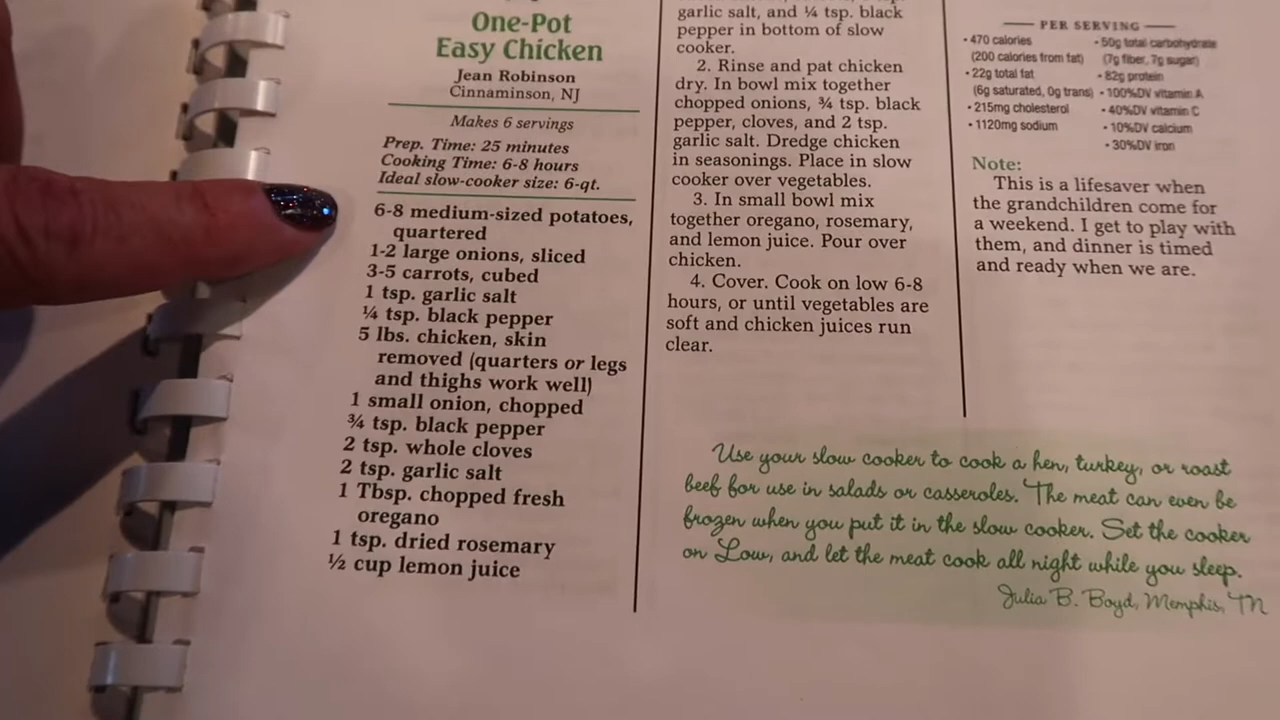 One-Pot
Easy Chicken
Jean Robinson
Cinnaminson, NJ
Makes 6 servings
Prep. Time: 25 minutes
Cooking Time: 6-8 hours
Ideal slow-cooker size: 6-qt.
6-8 medium-sized potatoes,
quartered
1-2 large onions, sliced
3-5 carrots, cubed
1 tsp. garlic salt
¼ tsp. black pepper
5 lbs. chicken, skin
removed (quarters or legs
and thighs work well)
1 small onion, chopped
¾ tsp. black pepper
2 tsp. whole cloves
2 tsp. garlic salt
1 Tbsp. chopped fresh
oregano
1 tsp. dried rosemary
½ cup lemon juice
garlic salt, and ¼ tsp. black
pepper in bottom of slow
cooker.
2. Rinse and pat chicken
dry. In bowl mix together
chopped onions, ¾ tsp. black
pepper, cloves, and 2 tsp.
garlic salt. Dredge chicken
in seasonings. Place in slow
cooker over vegetables.
3. In small bowl mix
together oregano, rosemary,
and lemon juice. Pour over
chicken.
4. Cover. Cook on low 6-8
hours, or until vegetables are
soft and chicken juices run
clear.
PER SERVING
• 470 calories
(200 calories from fat)
• 22g total fat
(6g saturated, 0g trans)
• 215mg cholesterol
• 1120mg sodium
• 50g total carbohydrate
(7g fiber, 7g sugar)
• 82g protein
• 100%DV vitamin A
• 40%DV vitamin C
• 10%DV calcium
• 30%DV iron
Note:
This is a lifesaver when
the grandchildren come for
a weekend. I get to play with
them, and dinner is timed
and ready when we are.
Use your slow cooker to cook a hen, turkey, or roast
beef for use in salads or casseroles. The meat can even be
frozen when you put it in the slow cooker. Set the cooker
on Low, and let the meat cook all night while you sleep.
Julia B. Boyd, Memphis, TN